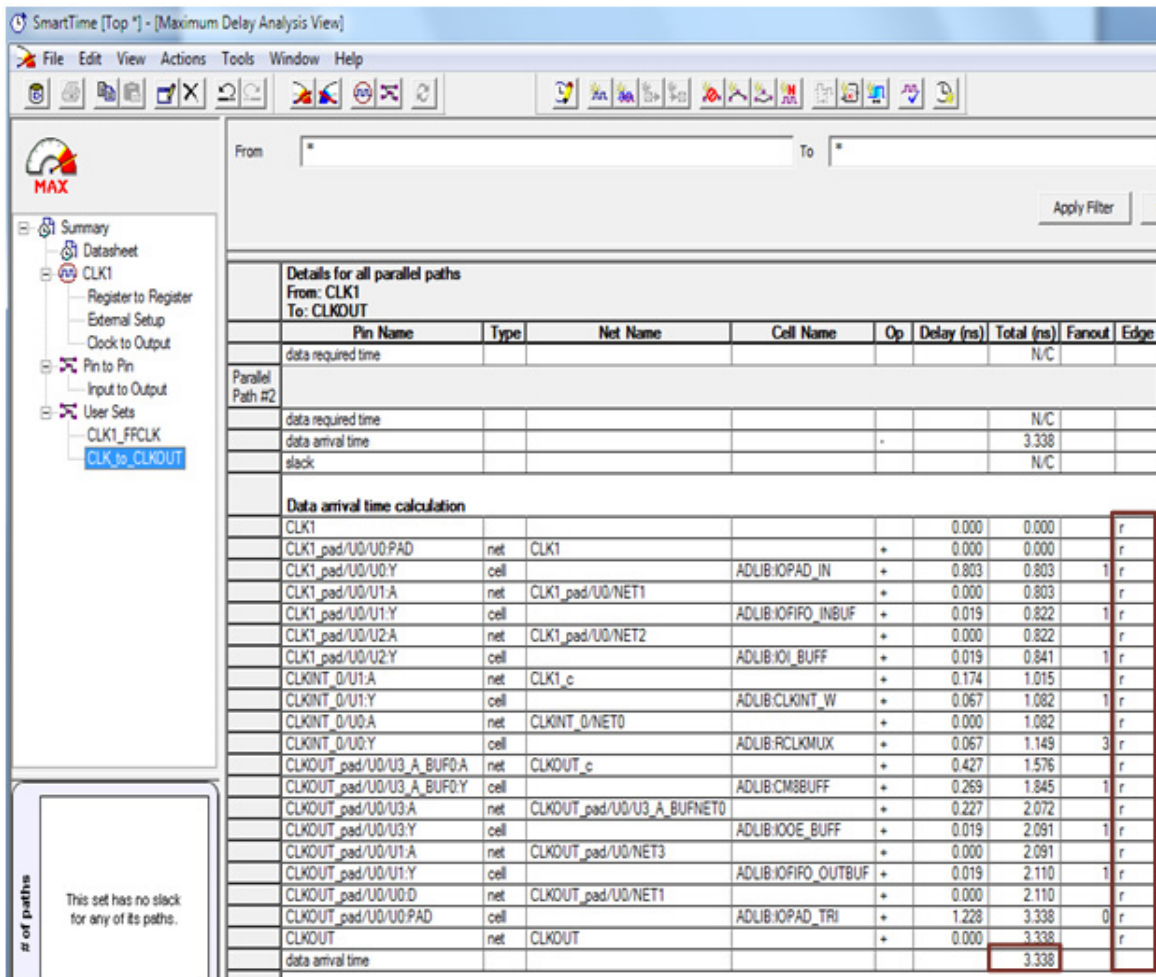 SmartTime [Top *] - [Maximum Delay Analysis View]
File Edit View Actions Tools Window Help
MAX
From * To *
Apply Filter
Summary
Datasheet
CLK1
Register to Register
External Setup
Clock to Output
Pin to Pin
Input to Output
User Sets
CLK1_FFCLK
CLK_to_CLKOUT
# of paths
This set has no slack
for any of its paths.
Details for all parallel paths
From: CLK1
To: CLKOUT
Pin Name Type Net Name Cell Name Op Delay (ns) Total (ns) Fanout Edge
data required time N/C
Parallel
Path #2
data required time N/C
data arrival time - 3.338
slack N/C
Data arrival time calculation
CLK1 0.000 0.000 r
CLK1_pad/U0/U0:PAD net CLK1 + 0.000 0.000 r
CLK1_pad/U0/U0:Y cell ADLIB:IOPAD_IN + 0.803 0.803 1 r
CLK1_pad/U0/U1:A net CLK1_pad/U0/NET1 + 0.000 0.803 r
CLK1_pad/U0/U1:Y cell ADLIB:IOFIFO_INBUF + 0.019 0.822 1 r
CLK1_pad/U0/U2:A net CLK1_pad/U0/NET2 + 0.000 0.822 r
CLK1_pad/U0/U2:Y cell ADLIB:IOI_BUFF + 0.019 0.841 1 r
CLKINT_0/U1:A net CLK1_c + 0.174 1.015 r
CLKINT_0/U1:Y cell ADLIB:CLKINT_W + 0.067 1.082 1 r
CLKINT_0/U0:A net CLKINT_0/NET0 + 0.000 1.082 r
CLKINT_0/U0:Y cell ADLIB:RCLKMUX + 0.067 1.149 3 r
CLKOUT_pad/U0/U3_A_BUF0:A net CLKOUT_c + 0.427 1.576 r
CLKOUT_pad/U0/U3_A_BUF0:Y cell ADLIB:CM8BUFF + 0.269 1.845 1 r
CLKOUT_pad/U0/U3:A net CLKOUT_pad/U0/U3_A_BUFNET0 + 0.227 2.072 r
CLKOUT_pad/U0/U3:Y cell ADLIB:IOOE_BUFF + 0.019 2.091 1 r
CLKOUT_pad/U0/U1:A net CLKOUT_pad/U0/NET3 + 0.000 2.091 r
CLKOUT_pad/U0/U1:Y cell ADLIB:IOFIFO_OUTBUF + 0.019 2.110 1 r
CLKOUT_pad/U0/U0:D net CLKOUT_pad/U0/NET1 + 0.000 2.110 r
CLKOUT_pad/U0/U0:PAD cell ADLIB:IOPAD_TRI + 1.228 3.338 0 r
CLKOUT net CLKOUT + 0.000 3.338 r
data arrival time 3.338